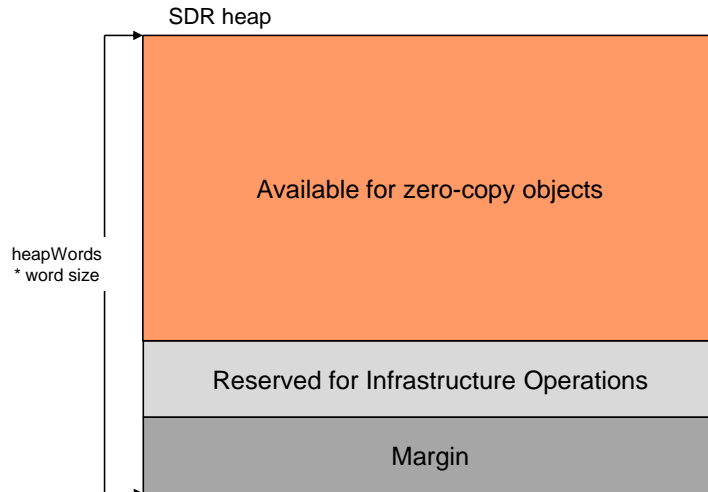 SDR heap
Available for zero-copy objects
heapWords
* word size
Reserved for Infrastructure Operations
Margin